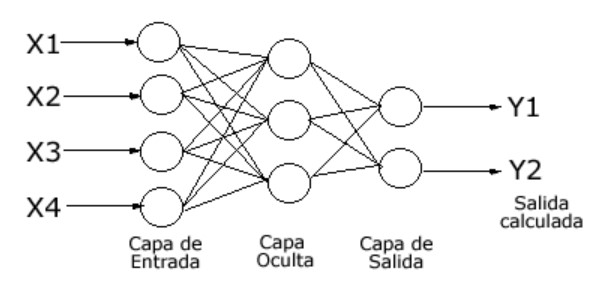 X1
X2
X3
X4
Y1
Y2
Salida
calculada
Capa de
Entrada
Capa
Oculta
Capa de
Salida